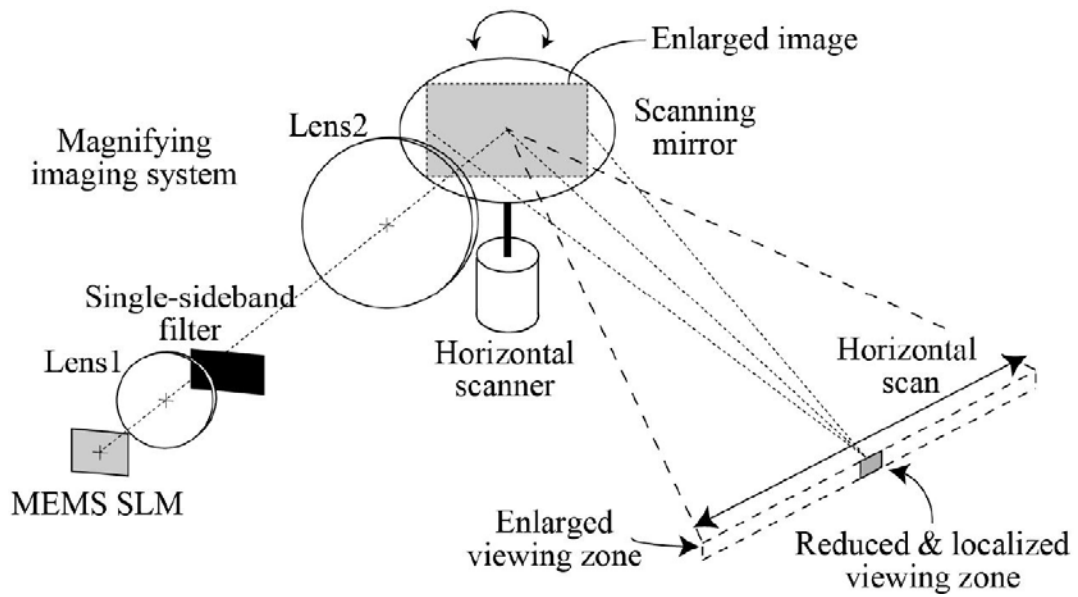 Enlarged image
Scanning
mirror
Lens2
Magnifying
imaging system
Single-sideband
filter
Lens1
Horizontal
scanner
Horizontal
scan
MEMS SLM
Enlarged
viewing zone
Reduced & localized
viewing zone